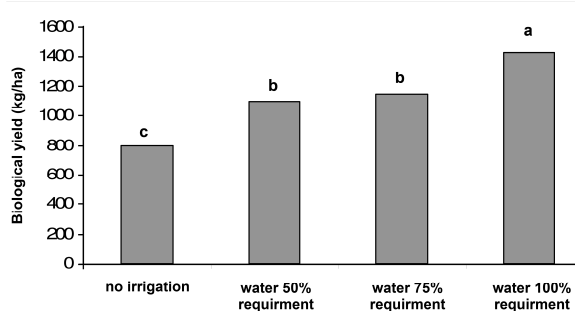 1600
1400
1200
1000
800
600
400
200
0
Biological yield (kg/ha)
c
b
b
a
no irrigation
water 50%
requirment
water 75%
requirment
water 100%
requirment